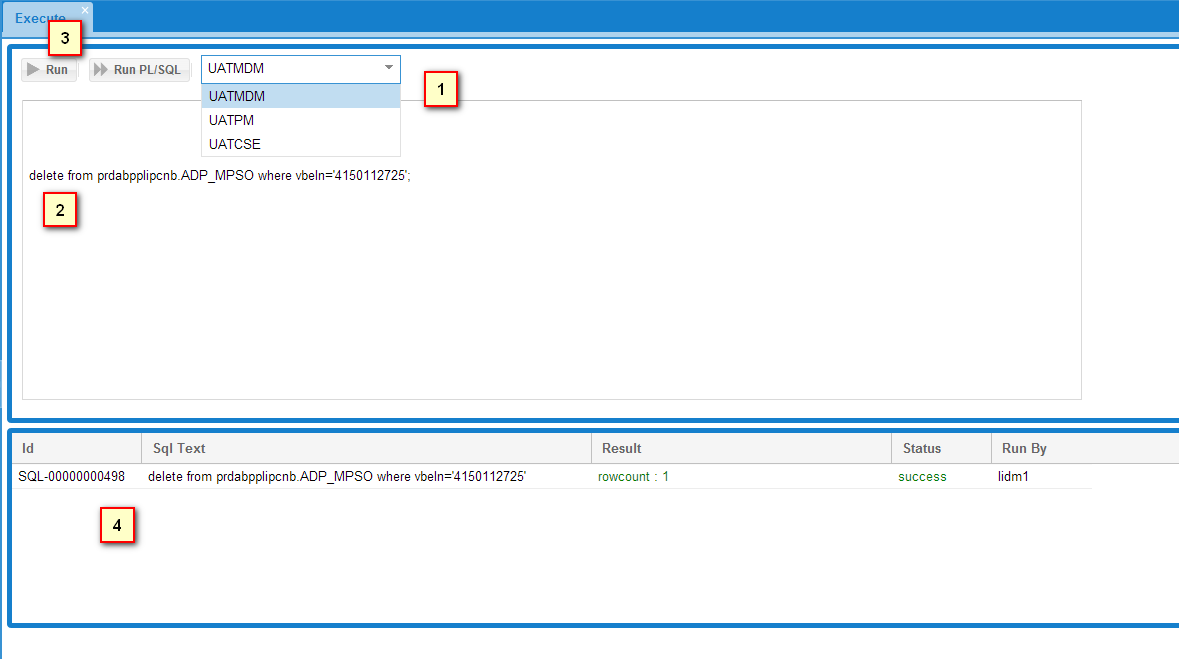 Execute
3
Run Run PL/SQL UATMDM
1
UATMDM
UATPM
UATCSE
delete from prdabpplipcnb.ADP_MPSO where vbeln='4150112725';
2
Id Sql Text Result Status Run By
SQL-00000000498 delete from prdabpplipcnb.ADP_MPSO where vbeln='4150112725' rowcount : 1 success lidm1
4